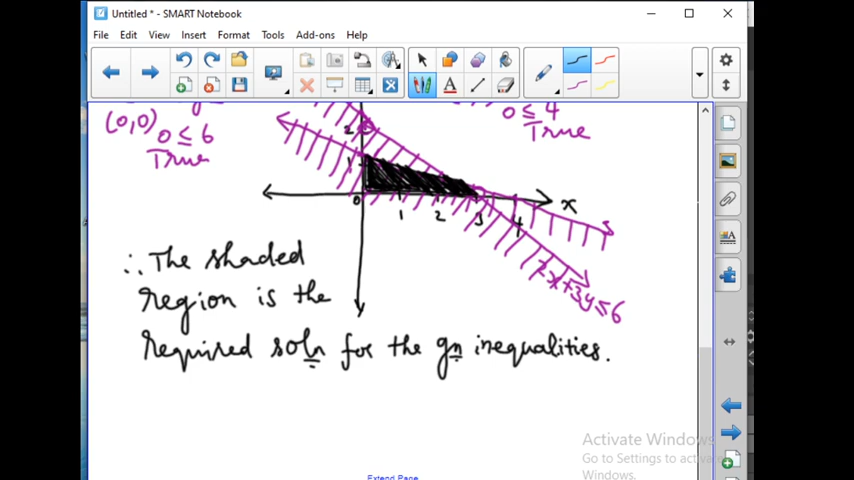 Untitled * - SMART Notebook
File Edit View Insert Format Tools Add-ons Help
(0,0) 0 ≤ 6
True
0 ≤ 4
True
2
1
0 1 2 3 4 x
2x+3y≤6
∴ The shaded
region is the
required soln for the gn inequalities.
Activate Windows
Go to Settings to activa
Windows.
Extend Page